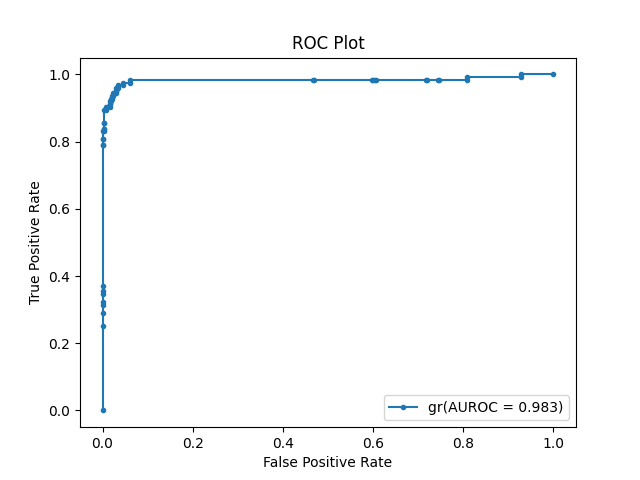 ROC Plot
1.0
0.8
0.6
0.4
0.2
0.0
True Positive Rate
gr(AUROC = 0.983)
0.0 0.2 0.4 0.6 0.8 1.0
False Positive Rate